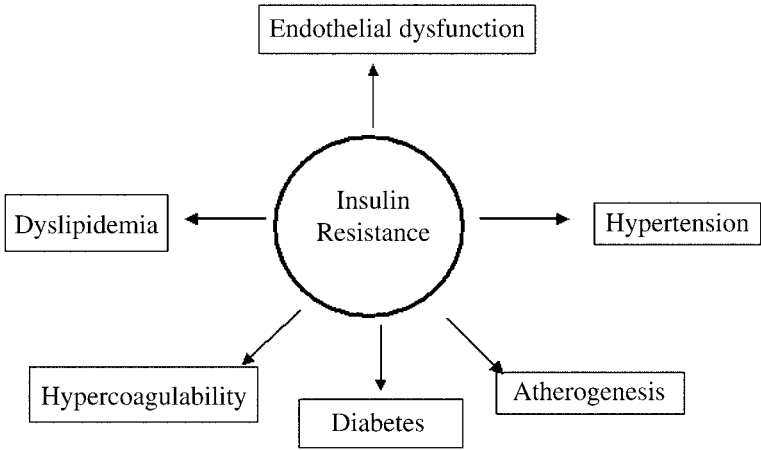 Endothelial dysfunction
Insulin
Resistance
Dyslipidemia
Hypertension
Hypercoagulability
Diabetes
Atherogenesis